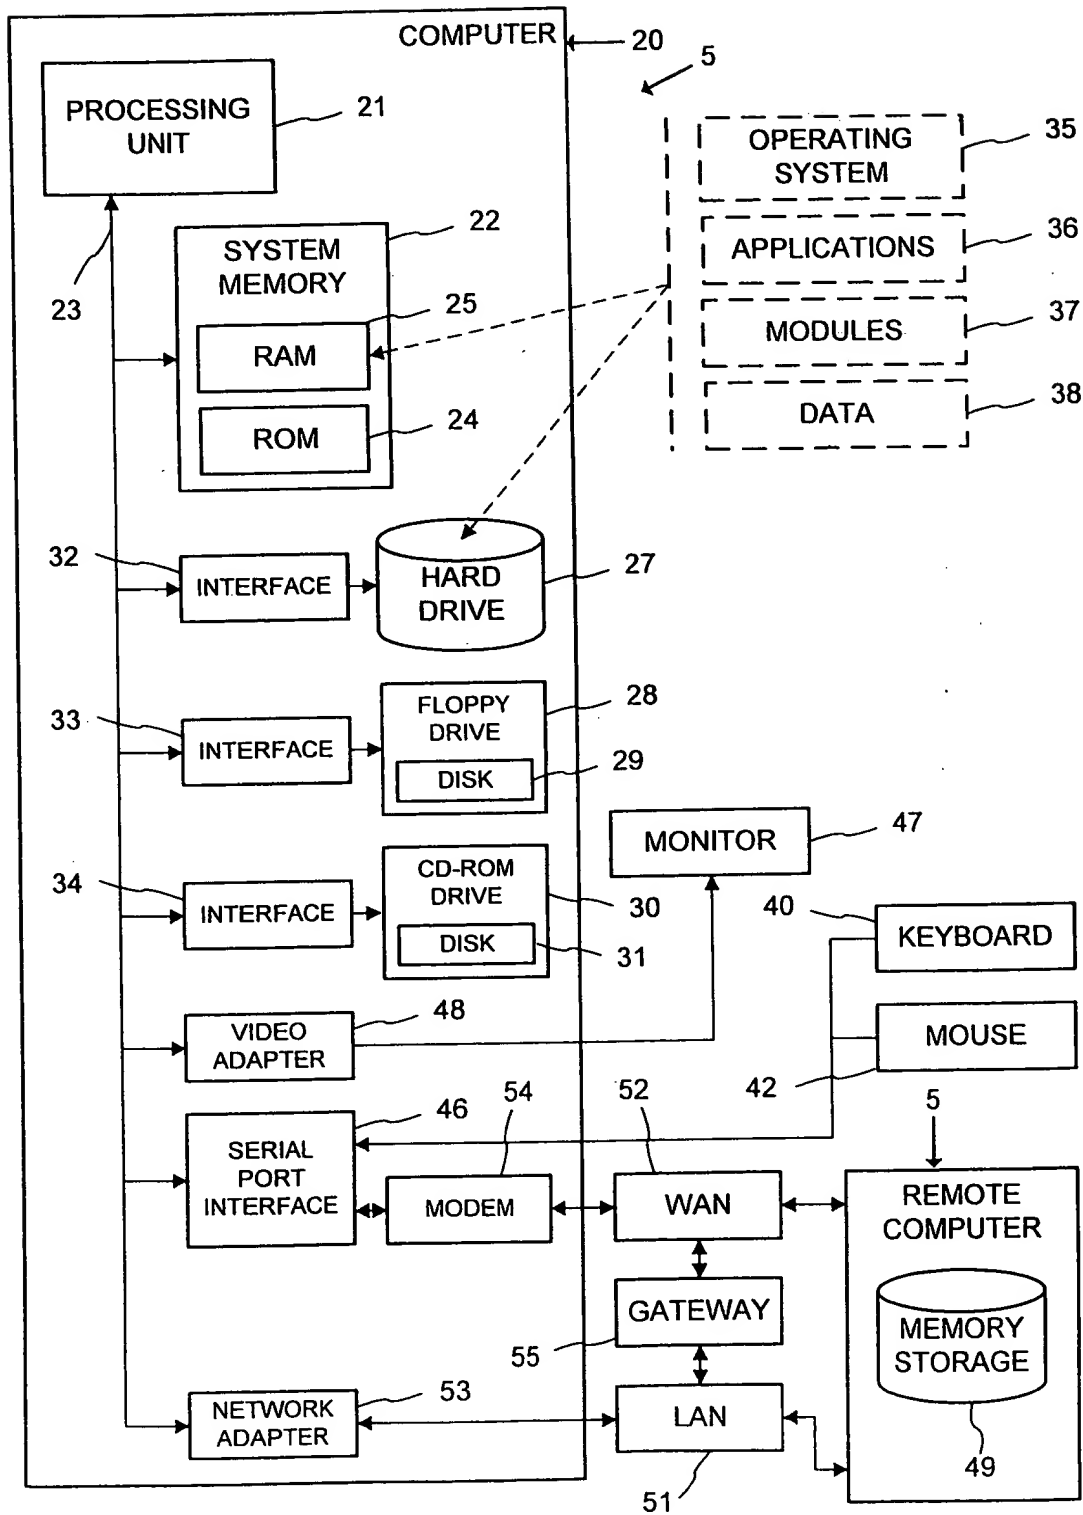 COMPUTER
20
5
PROCESSING
UNIT
21
OPERATING
SYSTEM
35
23
SYSTEM
MEMORY
22
25
RAM
ROM
24
APPLICATIONS
36
MODULES
37
DATA
38
32
INTERFACE
HARD
DRIVE
27
33
INTERFACE
FLOPPY
DRIVE
28
DISK
29
34
INTERFACE
CD-ROM
DRIVE
30
DISK
31
MONITOR
47
40
KEYBOARD
MOUSE
42
VIDEO
ADAPTER
48
46
SERIAL
PORT
INTERFACE
54
MODEM
52
WAN
5
REMOTE
COMPUTER
GATEWAY
55
MEMORY
STORAGE
49
NETWORK
ADAPTER
53
LAN
51